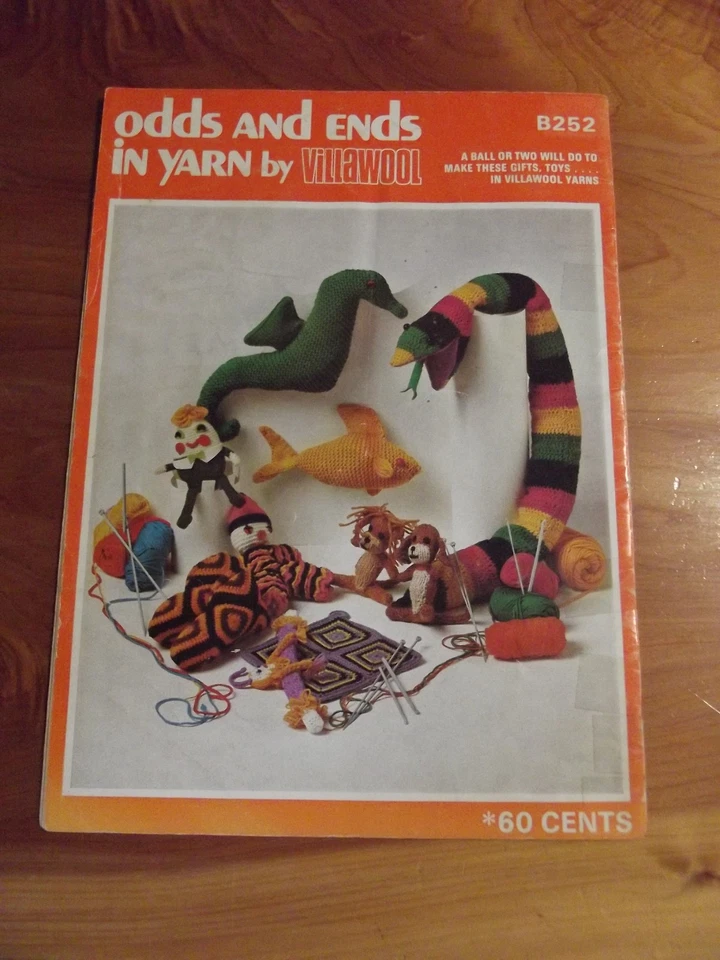 odds AND ENds
iN YARN by ViLLAWOOL
B252
A BALL OR TWO WILL DO TO
MAKE THESE GIFTS, TOYS ....
IN VILLAWOOL YARNS
*60 CENTS